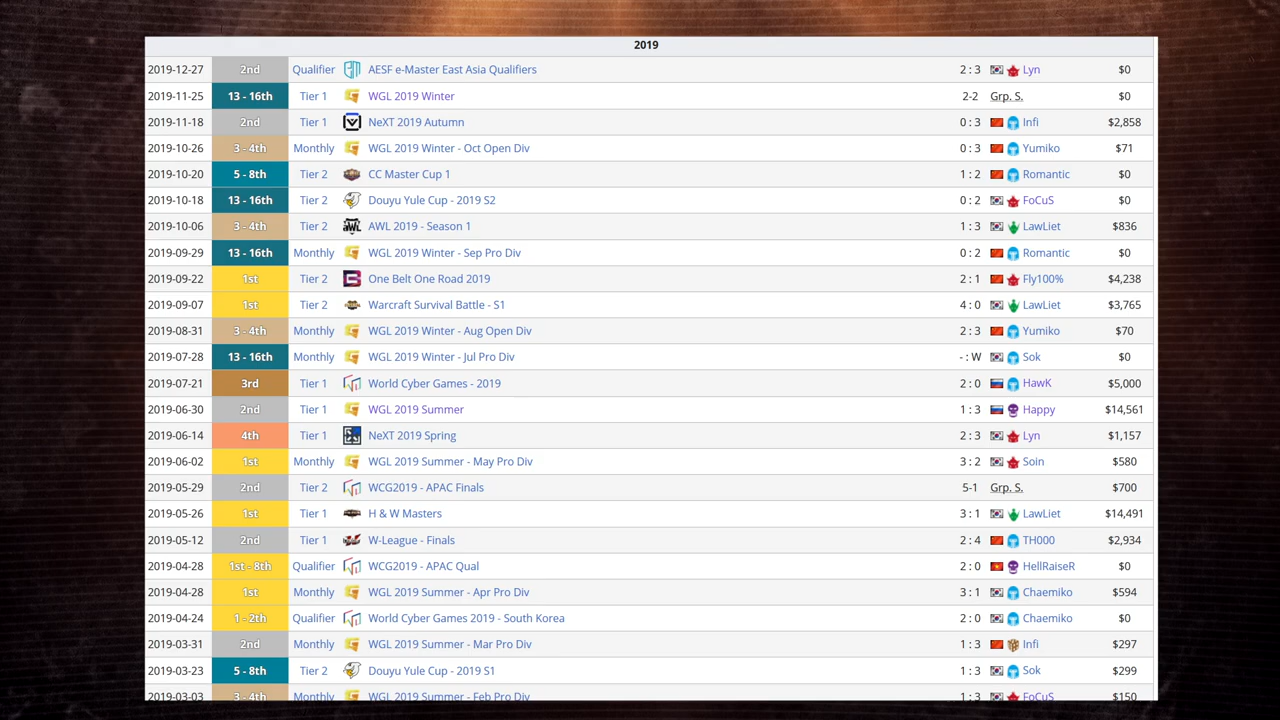 2019
2019-12-27 2nd Qualifier AESF e-Master East Asia Qualifiers 2 : 3 Lyn $0
2019-11-25 13 - 16th Tier 1 WGL 2019 Winter 2-2 Grp. S. $0
2019-11-18 2nd Tier 1 NeXT 2019 Autumn 0 : 3 Infi $2,858
2019-10-26 3 - 4th Monthly WGL 2019 Winter - Oct Open Div 0 : 3 Yumiko $71
2019-10-20 5 - 8th Tier 2 CC Master Cup 1 1 : 2 Romantic $0
2019-10-18 13 - 16th Tier 2 Douyu Yule Cup - 2019 S2 0 : 2 FoCuS $0
2019-10-06 3 - 4th Tier 2 AWL 2019 - Season 1 1 : 3 LawLiet $836
2019-09-29 13 - 16th Monthly WGL 2019 Winter - Sep Pro Div 0 : 2 Romantic $0
2019-09-22 1st Tier 2 One Belt One Road 2019 2 : 1 Fly100% $4,238
2019-09-07 1st Tier 2 Warcraft Survival Battle - S1 4 : 0 LawLiet $3,765
2019-08-31 3 - 4th Monthly WGL 2019 Winter - Aug Open Div 2 : 3 Yumiko $70
2019-07-28 13 - 16th Monthly WGL 2019 Winter - Jul Pro Div - : W Sok $0
2019-07-21 3rd Tier 1 World Cyber Games - 2019 2 : 0 HawK $5,000
2019-06-30 2nd Tier 1 WGL 2019 Summer 1 : 3 Happy $14,561
2019-06-14 4th Tier 1 NeXT 2019 Spring 2 : 3 Lyn $1,157
2019-06-02 1st Monthly WGL 2019 Summer - May Pro Div 3 : 2 Soin $580
2019-05-29 2nd Tier 2 WCG2019 - APAC Finals 5-1 Grp. S. $700
2019-05-26 1st Tier 1 H & W Masters 3 : 1 LawLiet $14,491
2019-05-12 2nd Tier 1 W-League - Finals 2 : 4 TH000 $2,934
2019-04-28 1st - 8th Qualifier WCG2019 - APAC Qual 2 : 0 HellRaiseR $0
2019-04-28 1st Monthly WGL 2019 Summer - Apr Pro Div 3 : 1 Chaemiko $594
2019-04-24 1 - 2th Qualifier World Cyber Games 2019 - South Korea 2 : 0 Chaemiko $0
2019-03-31 2nd Monthly WGL 2019 Summer - Mar Pro Div 1 : 3 Infi $297
2019-03-23 5 - 8th Tier 2 Douyu Yule Cup - 2019 S1 1 : 3 Sok $299
2019-03-03 3 - 4th Monthly WGL 2019 Summer - Feb Pro Div FoCuS $150